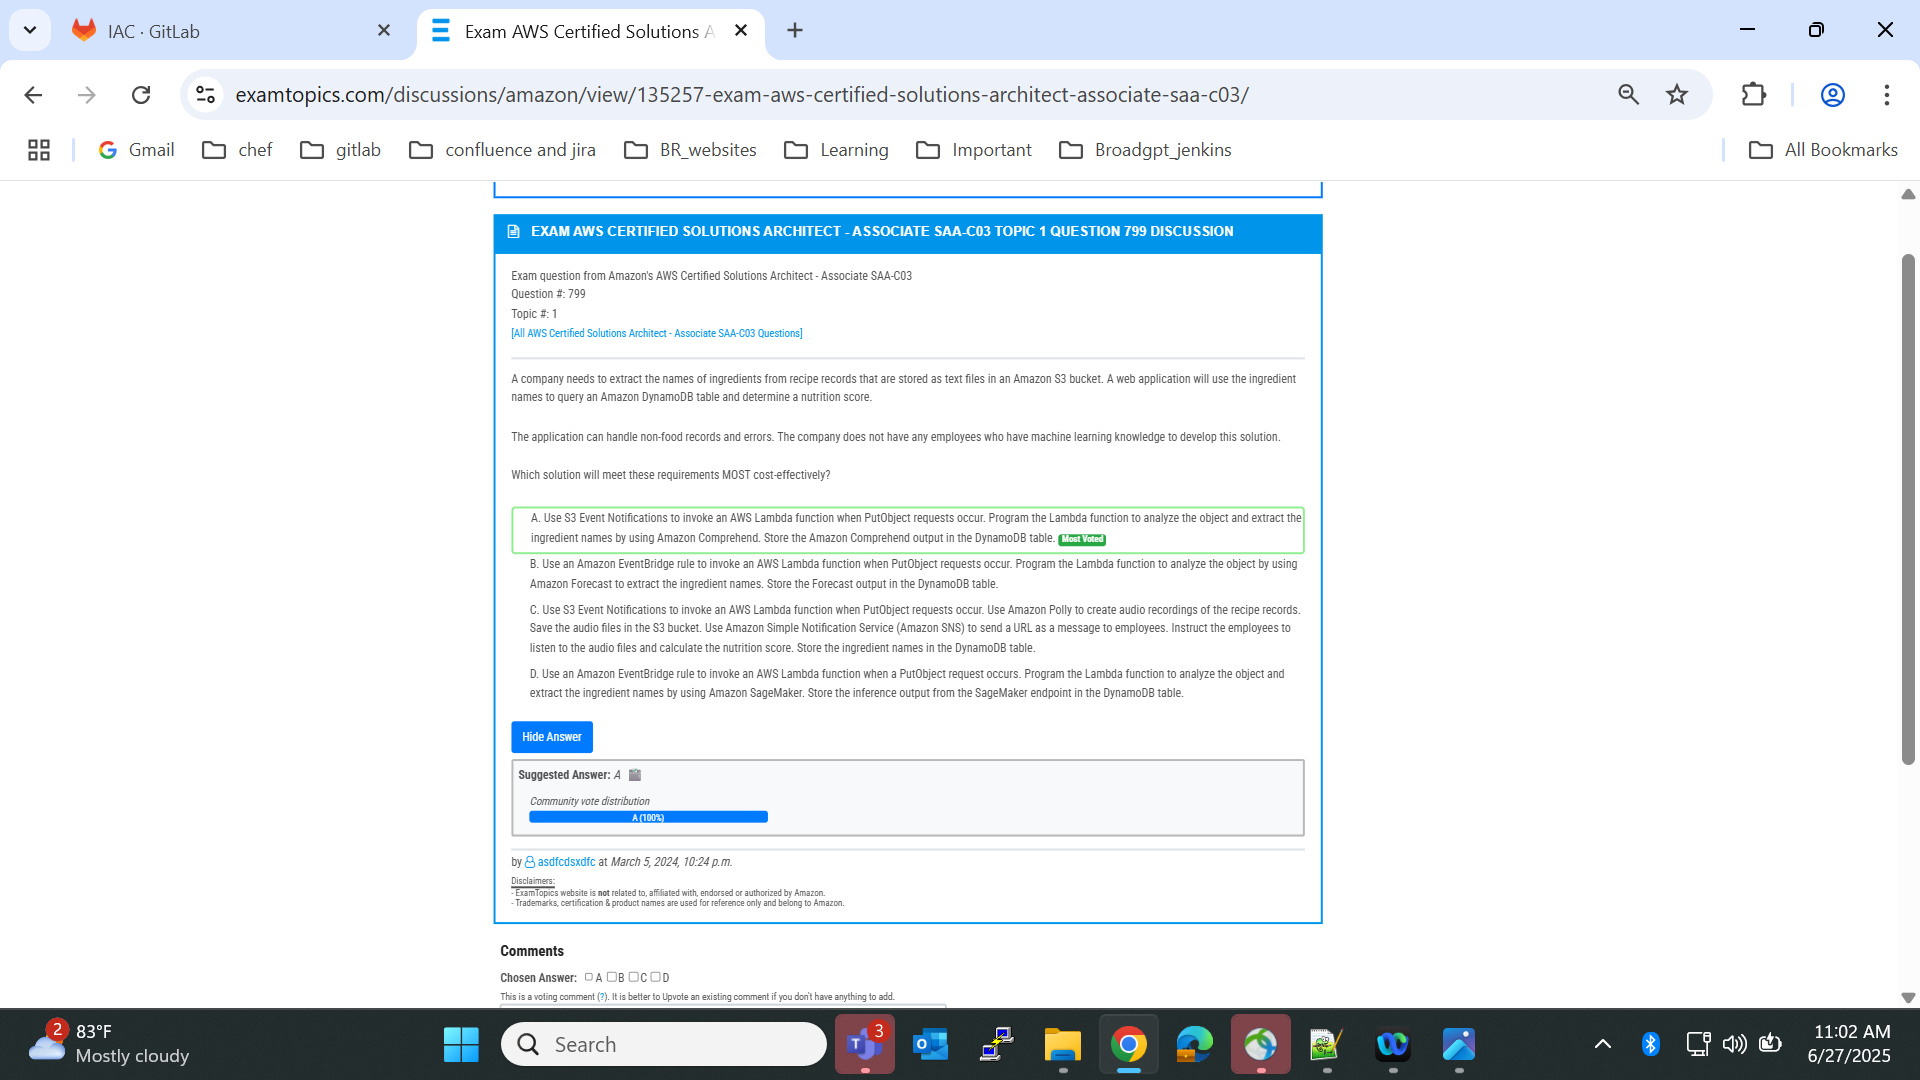 IAC · GitLab
Exam AWS Certified Solutions A
examtopics.com/discussions/amazon/view/135257-exam-aws-certified-solutions-architect-associate-saa-c03/
Gmail chef gitlab confluence and jira BR_websites Learning Important Broadgpt_jenkins All Bookmarks
EXAM AWS CERTIFIED SOLUTIONS ARCHITECT - ASSOCIATE SAA-C03 TOPIC 1 QUESTION 799 DISCUSSION
Exam question from Amazon's AWS Certified Solutions Architect - Associate SAA-C03
Question #: 799
Topic #: 1
[All AWS Certified Solutions Architect - Associate SAA-C03 Questions]
A company needs to extract the names of ingredients from recipe records that are stored as text files in an Amazon S3 bucket. A web application will use the ingredient
names to query an Amazon DynamoDB table and determine a nutrition score.
The application can handle non-food records and errors. The company does not have any employees who have machine learning knowledge to develop this solution.
Which solution will meet these requirements MOST cost-effectively?
A. Use S3 Event Notifications to invoke an AWS Lambda function when PutObject requests occur. Program the Lambda function to analyze the object and extract the
ingredient names by using Amazon Comprehend. Store the Amazon Comprehend output in the DynamoDB table. Most Voted
B. Use an Amazon EventBridge rule to invoke an AWS Lambda function when PutObject requests occur. Program the Lambda function to analyze the object by using
Amazon Forecast to extract the ingredient names. Store the Forecast output in the DynamoDB table.
C. Use S3 Event Notifications to invoke an AWS Lambda function when PutObject requests occur. Use Amazon Polly to create audio recordings of the recipe records.
Save the audio files in the S3 bucket. Use Amazon Simple Notification Service (Amazon SNS) to send a URL as a message to employees. Instruct the employees to
listen to the audio files and calculate the nutrition score. Store the ingredient names in the DynamoDB table.
D. Use an Amazon EventBridge rule to invoke an AWS Lambda function when a PutObject request occurs. Program the Lambda function to analyze the object and
extract the ingredient names by using Amazon SageMaker. Store the inference output from the SageMaker endpoint in the DynamoDB table.
Hide Answer
Suggested Answer: A
Community vote distribution
A (100%)
by asdfcdsxdfc at March 5, 2024, 10:24 p.m.
Disclaimers:
- ExamTopics website is not related to, affiliated with, endorsed or authorized by Amazon.
- Trademarks, certification & product names are used for reference only and belong to Amazon.
Comments
Chosen Answer: A B C D
This is a voting comment (?). It is better to Upvote an existing comment if you don't have anything to add.
2
83°F
Mostly cloudy
Search
3
11:02 AM
6/27/2025